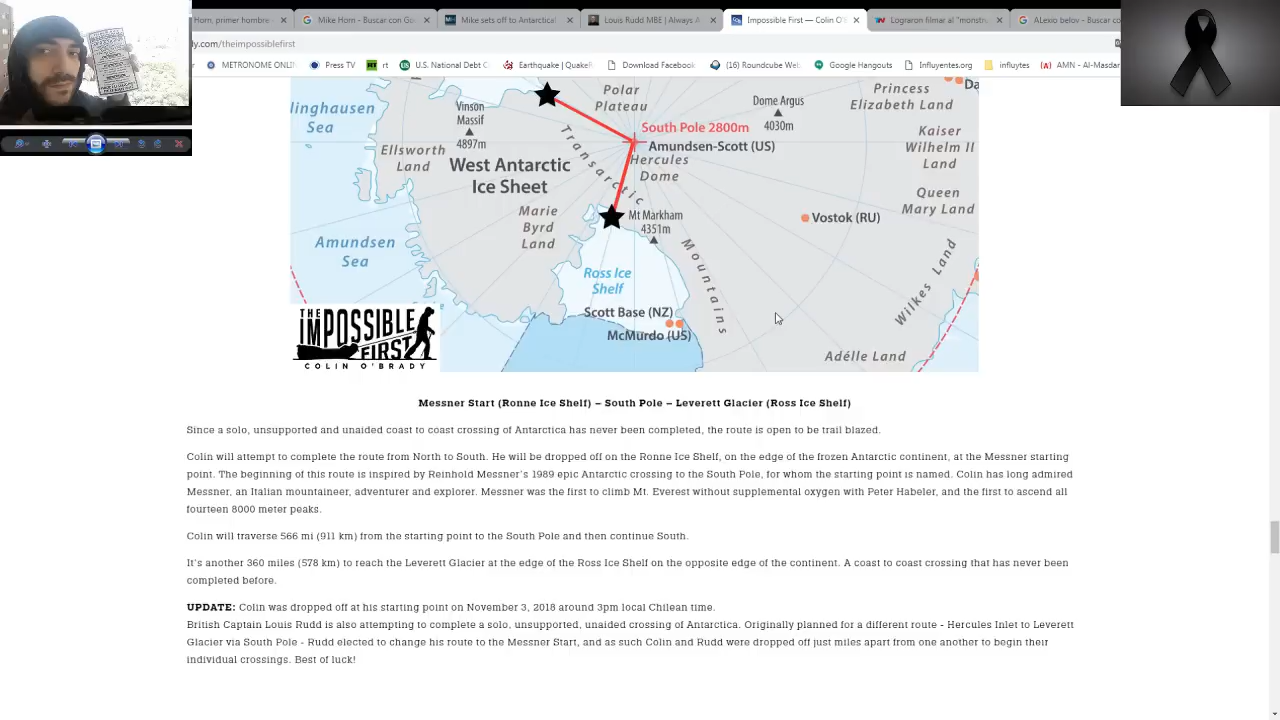 Horn, primer hombre
Mike Horn - Buscar con Go
Mike sets off to Antarctica!
Louis Rudd MBE | Always A
Impossible First — Colin O'B
Lograron filmar al "monstru
ALexio belov - Buscar co
ly.com/theimpossiblefirst
METRONOME ONLIN
Press TV
rt
U.S. National Debt C
Earthquake | QuakeR
Download Facebook
(16) Roundcube Web
Google Hangouts
Influyentes.org
influytes
AMN - Al-Masdar
Polar
Plateau
Vinson
Massif
4897m
Dome Argus
4030m
Princess
Elizabeth Land
Da
linghausen
Sea
South Pole 2800m
Amundsen-Scott (US)
Kaiser
Wilhelm II
Land
Ellsworth
Land
West Antarctic
Ice Sheet
Transantarctic
Hercules
Dome
Queen
Mary Land
Marie
Byrd
Land
Mt Markham
4351m
Vostok (RU)
Amundsen
Sea
Mountains
Wilkes Land
Ross Ice
Shelf
Scott Base (NZ)
McMurdo (US)
Adélle Land
THE
IMPOSSIBLE
FIRST
COLIN O'BRADY
Messner Start (Ronne Ice Shelf) – South Pole – Leverett Glacier (Ross Ice Shelf)
Since a solo, unsupported and unaided coast to coast crossing of Antarctica has never been completed, the route is open to be trail blazed.
Colin will attempt to complete the route from North to South. He will be dropped off on the Ronne Ice Shelf, on the edge of the frozen Antarctic continent, at the Messner starting
point. The beginning of this route is inspired by Reinhold Messner's 1989 epic Antarctic crossing to the South Pole, for whom the starting point is named. Colin has long admired
Messner, an Italian mountaineer, adventurer and explorer. Messner was the first to climb Mt. Everest without supplemental oxygen with Peter Habeler, and the first to ascend all
fourteen 8000 meter peaks.
Colin will traverse 566 mi (911 km) from the starting point to the South Pole and then continue South.
It's another 360 miles (578 km) to reach the Leverett Glacier at the edge of the Ross Ice Shelf on the opposite edge of the continent. A coast to coast crossing that has never been
completed before.
UPDATE: Colin was dropped off at his starting point on November 3, 2018 around 3pm local Chilean time.
British Captain Louis Rudd is also attempting to complete a solo, unsupported, unaided crossing of Antarctica. Originally planned for a different route - Hercules Inlet to Leverett
Glacier via South Pole - Rudd elected to change his route to the Messner Start, and as such Colin and Rudd were dropped off just miles apart from one another to begin their
individual crossings. Best of luck!